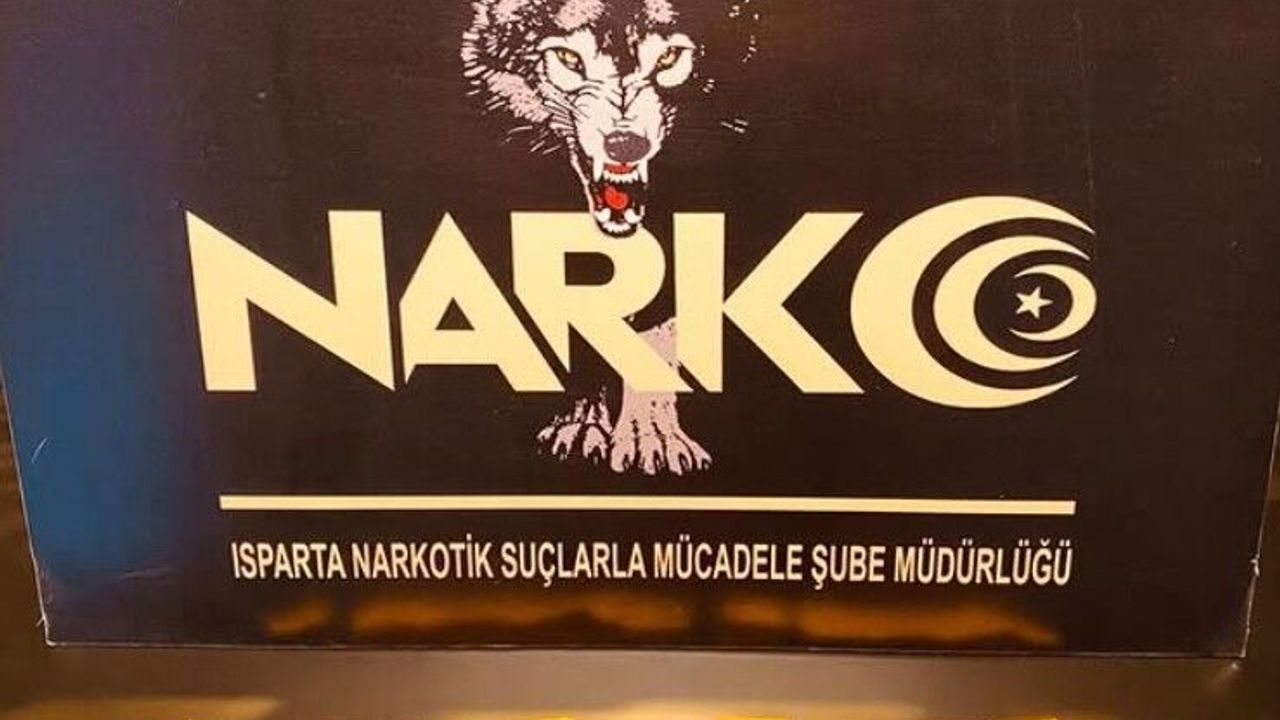 NARKO
ISPARTA NARKOTİK SUÇLARLA MÜCADELE ŞUBE MÜDÜRLÜĞÜ